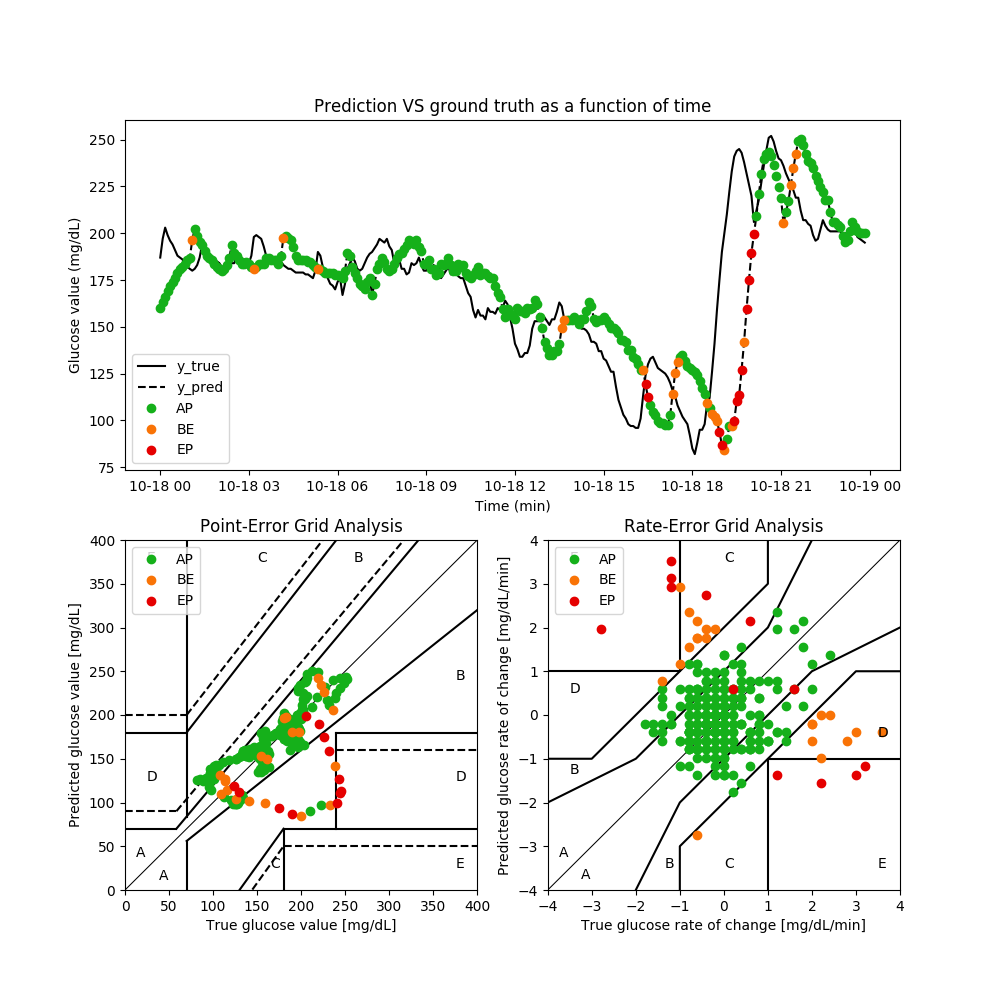 Prediction VS ground truth as a function of time
Glucose value (mg/dL)
250
225
200
175
150
125
100
75
y_true
y_pred
AP
BE
EP
10-18 00 10-18 03 10-18 06 10-18 09 10-18 12 10-18 15 10-18 18 10-18 21 10-19 00
Time (min)
Point-Error Grid Analysis
Predicted glucose value [mg/dL]
400
350
300
250
200
150
100
50
0
AP
BE
EP
C
B
B
D
D
A
A
C
E
0 50 100 150 200 250 300 350 400
True glucose value [mg/dL]
Rate-Error Grid Analysis
Predicted glucose rate of change [mg/dL/min]
4
3
2
1
0
−1
−2
−3
−4
AP
BE
EP
C
D
D
B
A
A
B
C
E
−4 −3 −2 −1 0 1 2 3 4
True glucose rate of change [mg/dL/min]